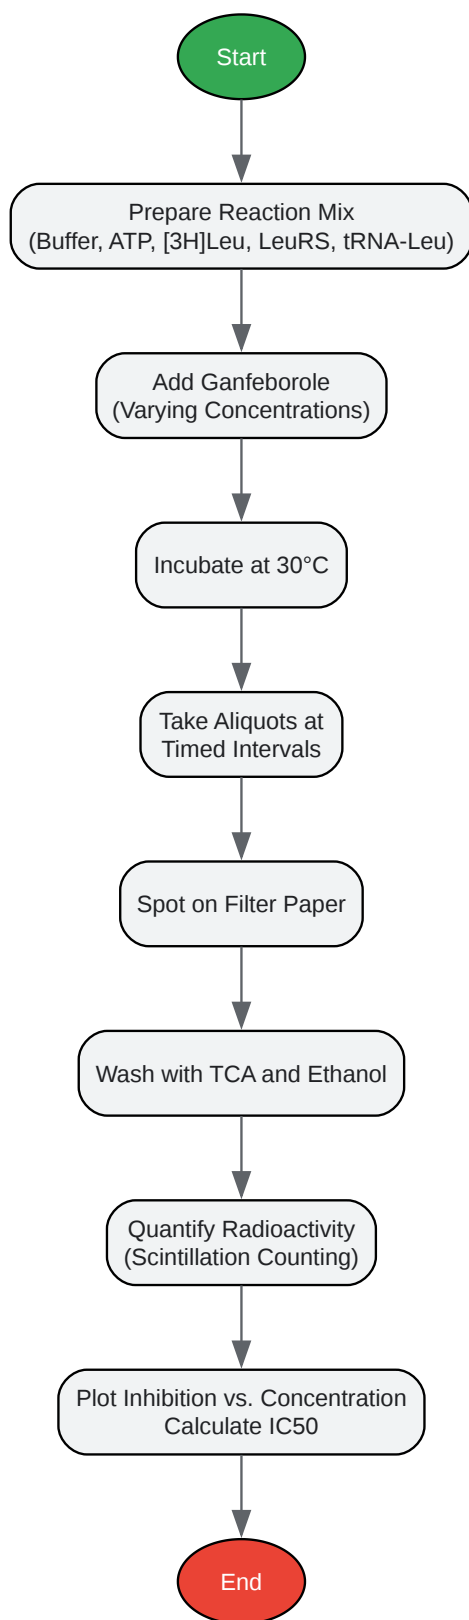 Start
Prepare Reaction Mix
(Buffer, ATP, [3H]Leu, LeuRS, tRNA-Leu)
Add Ganfeborole
(Varying Concentrations)
Incubate at 30°C
Take Aliquots at
Timed Intervals
Spot on Filter Paper
Wash with TCA and Ethanol
Quantify Radioactivity
(Scintillation Counting)
Plot Inhibition vs. Concentration
Calculate IC50
End